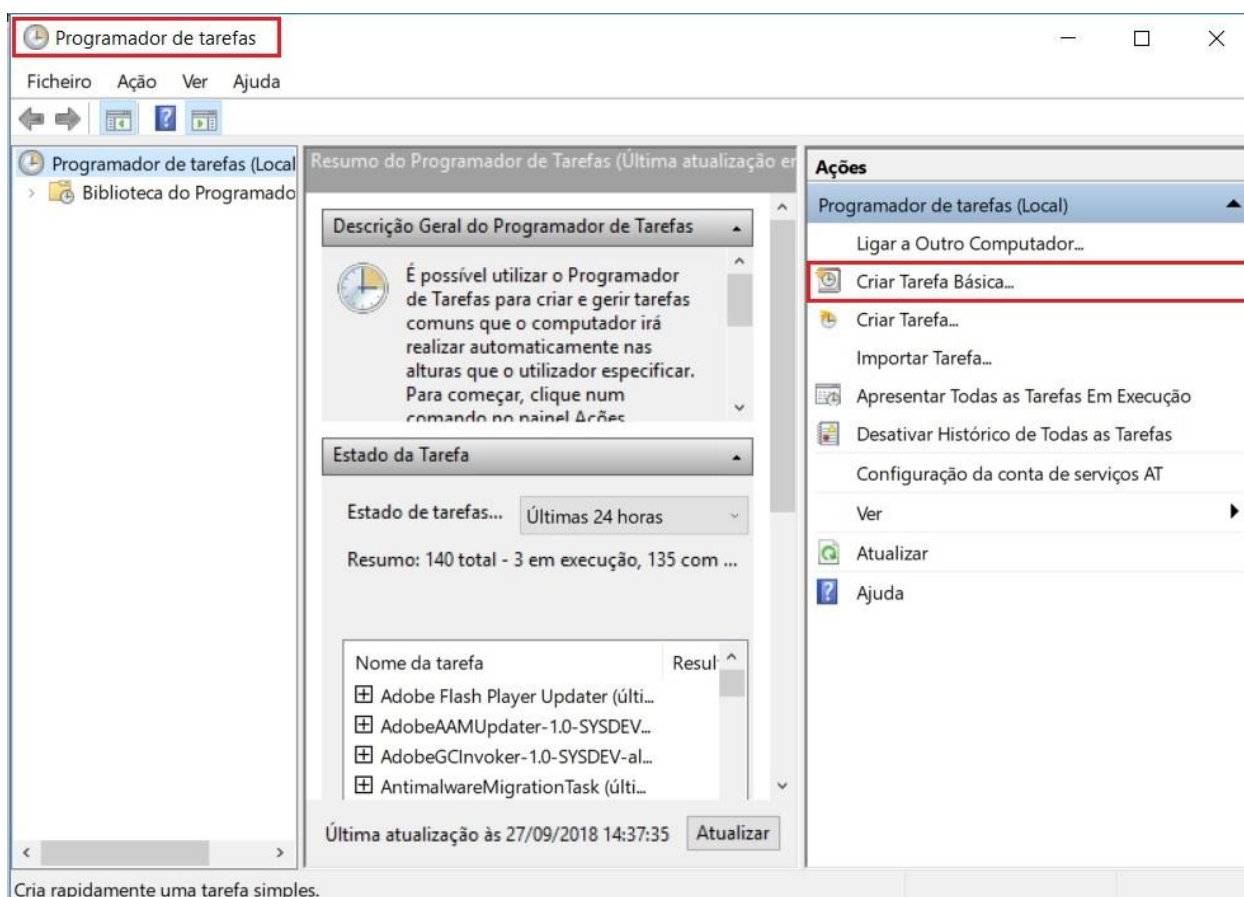 Programador de tarefas
Ficheiro Ação Ver Ajuda
Programador de tarefas (Local
Biblioteca do Programado
Resumo do Programador de Tarefas (Última atualização er
Descrição Geral do Programador de Tarefas
É possível utilizar o Programador
de Tarefas para criar e gerir tarefas
comuns que o computador irá
realizar automaticamente nas
alturas que o utilizador especificar.
Para começar, clique num
comando no painel Ações
Estado da Tarefa
Estado de tarefas... Últimas 24 horas
Resumo: 140 total - 3 em execução, 135 com ...
Nome da tarefa Resul
Adobe Flash Player Updater (últi...
AdobeAAMUpdater-1.0-SYSDEV...
AdobeGCInvoker-1.0-SYSDEV-al...
AntimalwareMigrationTask (últi...
Última atualização às 27/09/2018 14:37:35 Atualizar
Ações
Programador de tarefas (Local)
Ligar a Outro Computador...
Criar Tarefa Básica...
Criar Tarefa...
Importar Tarefa...
Apresentar Todas as Tarefas Em Execução
Desativar Histórico de Todas as Tarefas
Configuração da conta de serviços AT
Ver
Atualizar
Ajuda
Cria rapidamente uma tarefa simples.